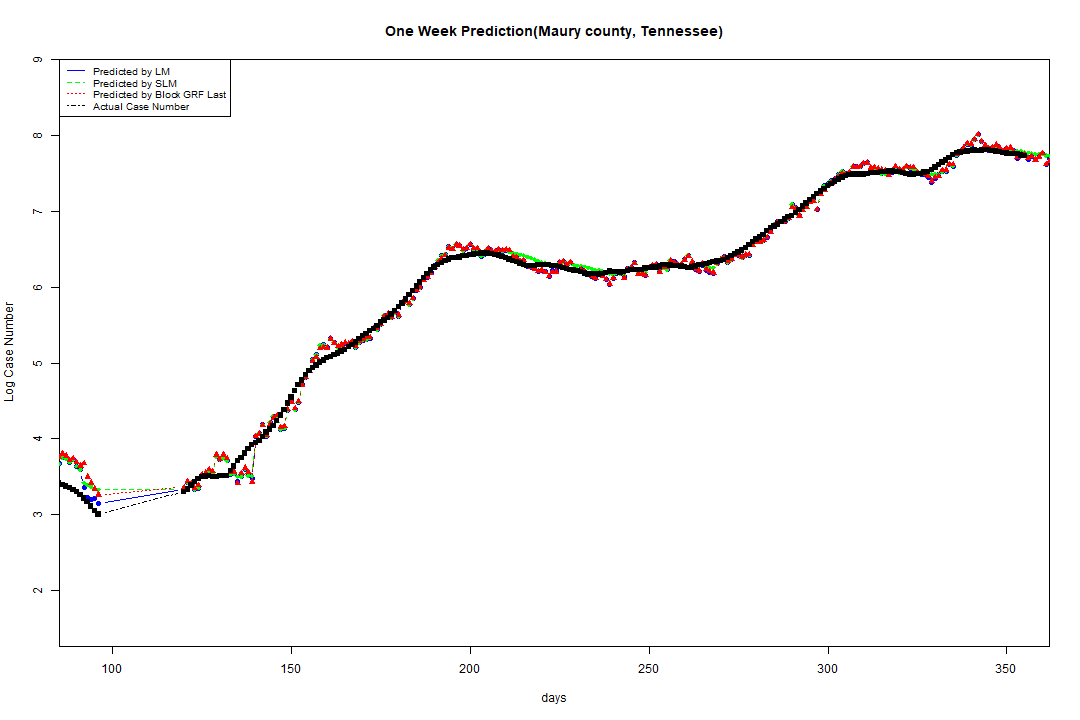 One Week Prediction(Maury county, Tennessee)
Predicted by LM
Predicted by SLM
Predicted by Block GRF Last
Actual Case Number
9
8
7
6
5
4
3
2
Log Case Number
100 150 200 250 300 350
days